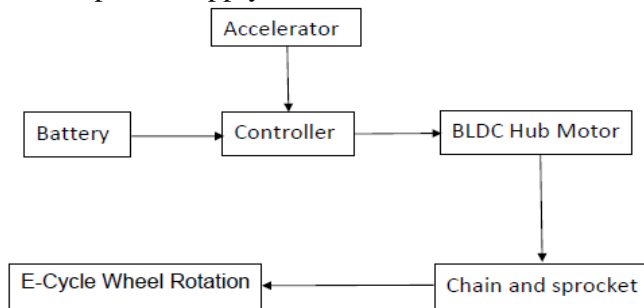 Accelerator
Battery
Controller
BLDC Hub Motor
E-Cycle Wheel Rotation
Chain and sprocket